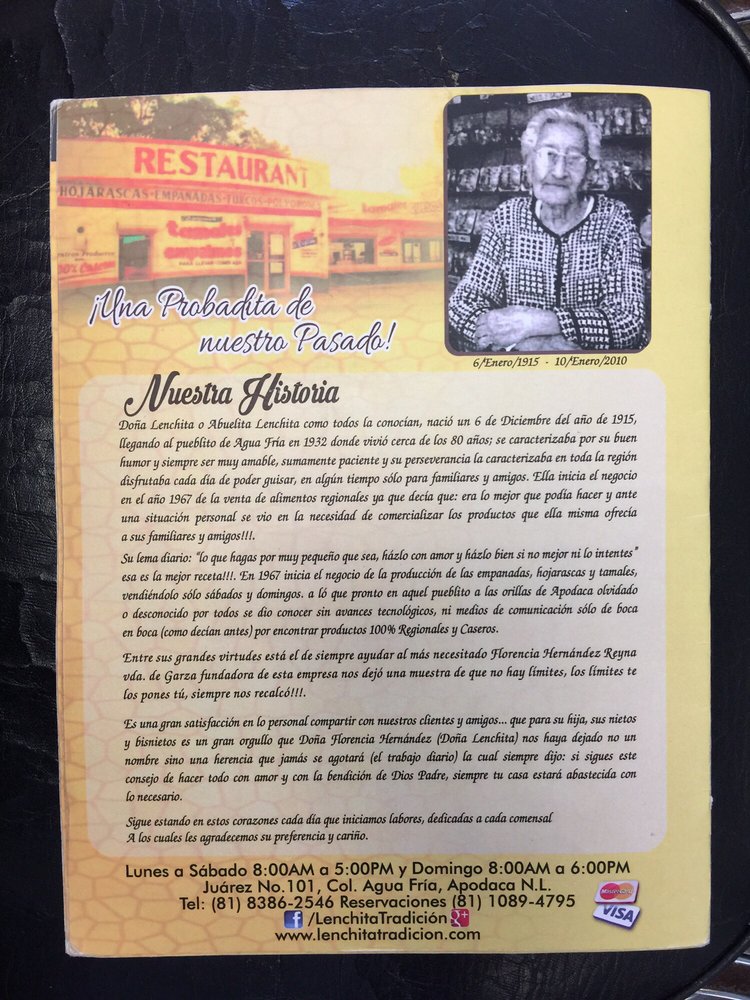 RESTAURANT
HOJARASCAS-EMPANADAS-TURCOS-POLVORONES
¡Una Probadita de
nuestro Pasado!
6/Enero/1915 - 10/Enero/2010
Nuestra Historia
Doña Lenchita o Abuelita Lenchita como todos la conocían, nació un 6 de Diciembre del año de 1915,
llegando al pueblito de Agua Fría en 1932 donde vivió cerca de los 80 años; se caracterizaba por su buen
humor y siempre ser muy amable, sumamente paciente y su perseverancia la caracterizaba en toda la región
disfrutaba cada día de poder guisar, en algún tiempo sólo para familiares y amigos. Ella inicia el negocio
en el año 1967 de la venta de alimentos regionales ya que decía que: era lo mejor que podía hacer y ante
una situación personal se vio en la necesidad de comercializar los productos que ella misma ofrecía
a sus familiares y amigos!!!.
Su lema diario: "lo que hagas por muy pequeño que sea, házlo con amor y házlo bien si no mejor ni lo intentes"
esa es la mejor receta!!!. En 1967 inicia el negocio de la producción de las empanadas, hojarascas y tamales,
vendiéndolo sólo sábados y domingos. a ló que pronto en aquel pueblito a las orillas de Apodaca olvidado
o desconocido por todos se dio conocer sin avances tecnológicos, ni medios de comunicación sólo de boca
en boca (como decían antes) por encontrar productos 100% Regionales y Caseros.
Entre sus grandes virtudes está el de siempre ayudar al más necesitado Florencia Hernández Reyna
vda. de Garza fundadora de esta empresa nos dejó una muestra de que no hay límites, los límites te
los pones tú, siempre nos recalcó!!!.
Es una gran satisfacción en lo personal compartir con nuestros clientes y amigos... que para su hija, sus nietos
y bisnietos es un gran orgullo que Doña Florencia Hernández (Doña Lenchita) nos haya dejado no un
nombre sino una herencia que jamás se agotará (el trabajo diario) la cual siempre dijo: si sigues este
consejo de hacer todo con amor y con la bendición de Dios Padre, siempre tu casa estará abastecida con
lo necesario.
Sigue estando en estos corazones cada día que iniciamos labores, dedicadas a cada comensal
A los cuales les agradecemos su preferencia y cariño.
Lunes a Sábado 8:00AM a 5:00PM y Domingo 8:00AM a 6:00PM
Juárez No.101, Col. Agua Fría, Apodaca N.L.
Tel: (81) 8386-2546 Reservaciones (81) 1089-4795
f /LenchitaTradición g+
www.lenchitatradicion.com
MasterCard
VISA